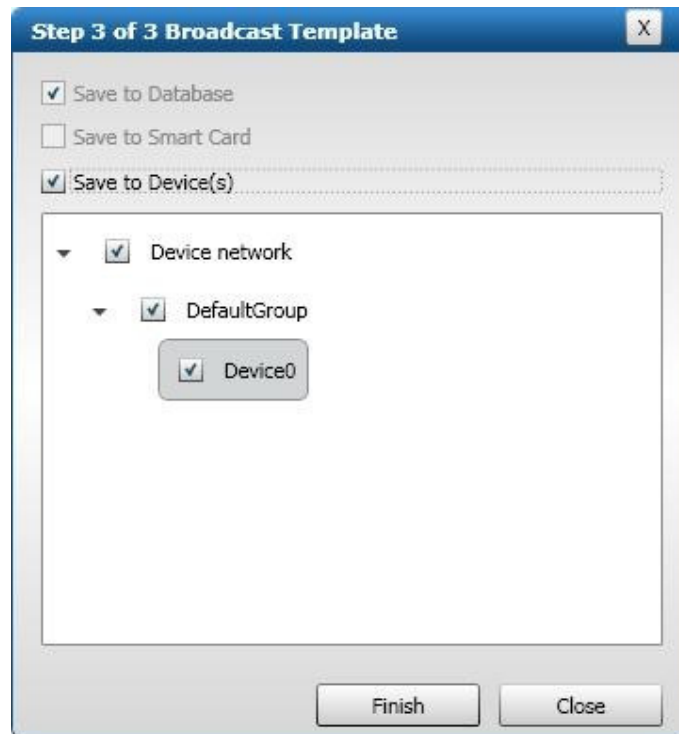 Step 3 of 3 Broadcast Template
X
Save to Database
Save to Smart Card
Save to Device(s)
Device network
DefaultGroup
Device0
Finish
Close